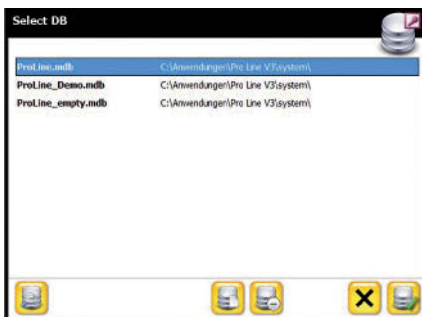 Select DB
ProLine.mdb C:\Anwendungen\Pro Line V3\system\
ProLine_Demo.mdb C:\Anwendungen\Pro Line V3\system\
ProLine_empty.mdb C:\Anwendungen\Pro Line V3\system\